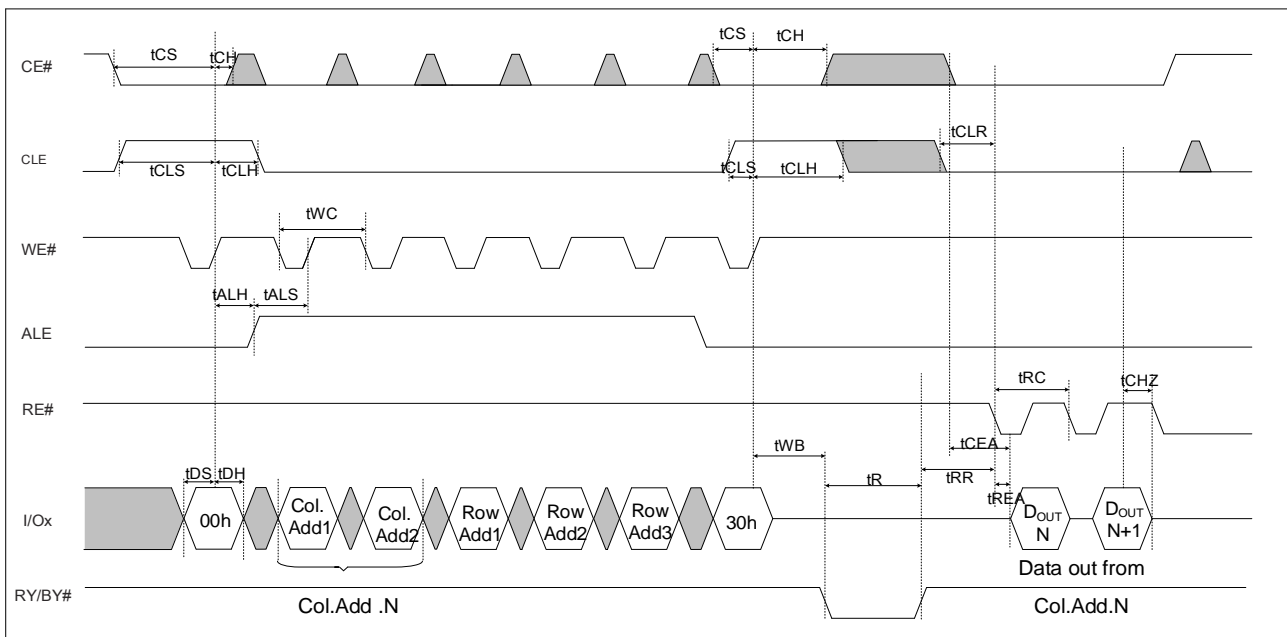 tCS
tCH
tCS
tCH
CE#
tCLR
CLE
tCLS
tCLH
tCLS
tCLH
tWC
WE#
tALH
tALS
ALE
tRC
tCHZ
RE#
tCEA
tWB
tRR
tR
tREA
tDS
tDH
I/Ox
00h
Col.
Add1
Col.
Add2
Row
Add1
Row
Add2
Row
Add3
30h
DOUT
N
DOUT
N+1
Data out from
Col.Add.N
RY/BY#
Col.Add .N